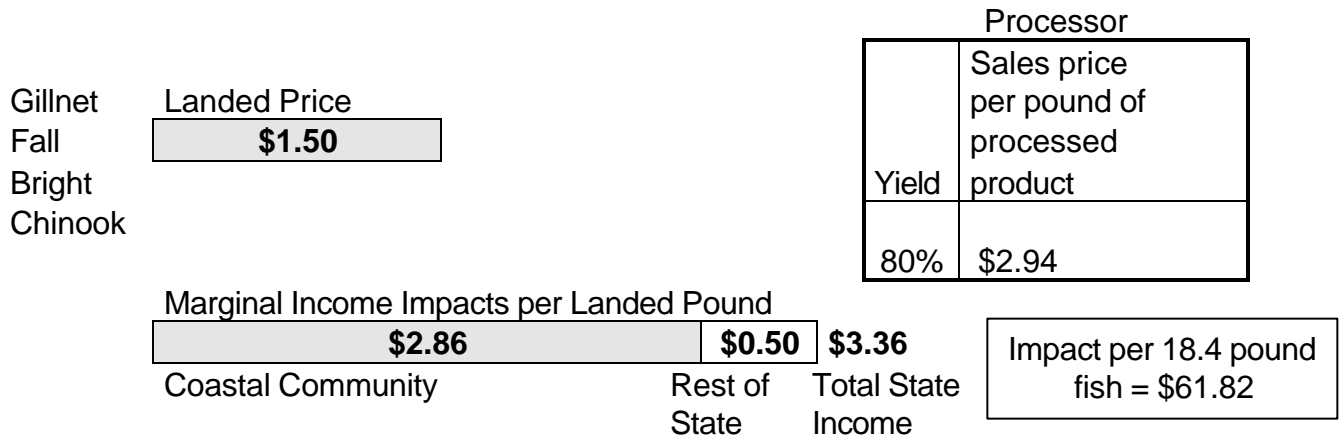 Processor
Sales price
per pound of
processed
Yield product
80% $2.94
Gillnet Landed Price
Fall $1.50
Bright
Chinook
Marginal Income Impacts per Landed Pound
$2.86 $0.50 $3.36
Coastal Community Rest of Total State
State Income
Impact per 18.4 pound
fish = $61.82